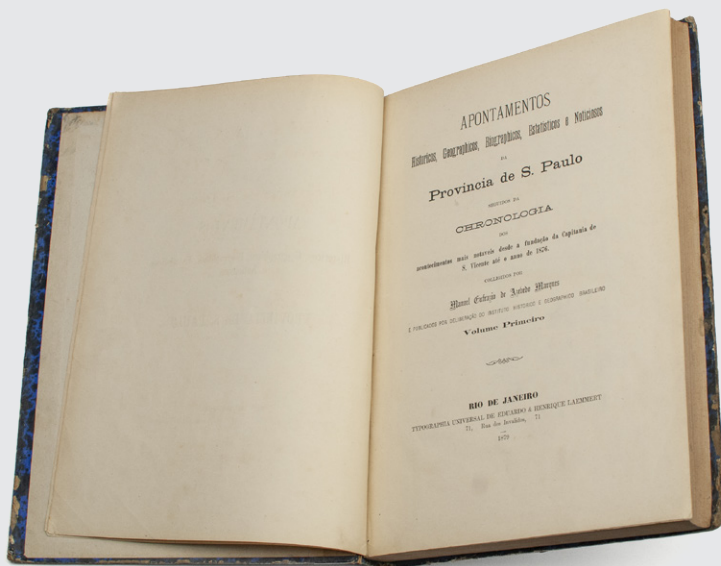 APONTAMENTOS
Historicos, Geographicos, Biographicos, Estatisticos e Noticiosos
DA
Provincia de S. Paulo
SEGUIDOS DA
CHRONOLOGIA
DOS
acontecimentos mais notaveis desde a fundação da Capitania de
S. Vicente até o anno de 1876.
COLLIGIDOS POR
Manuel Eufrazio de Azevedo Marques
E PUBLICADOS POR DELIBERAÇÃO DO INSTITUTO HISTORICO E GEOGRAPHICO BRASILEIRO
Volume Primeiro
RIO DE JANEIRO
TYPOGRAPHIA UNIVERSAL DE EDUARDO & HENRIQUE LAEMMERT
71, Rua dos Invalidos, 71
1879